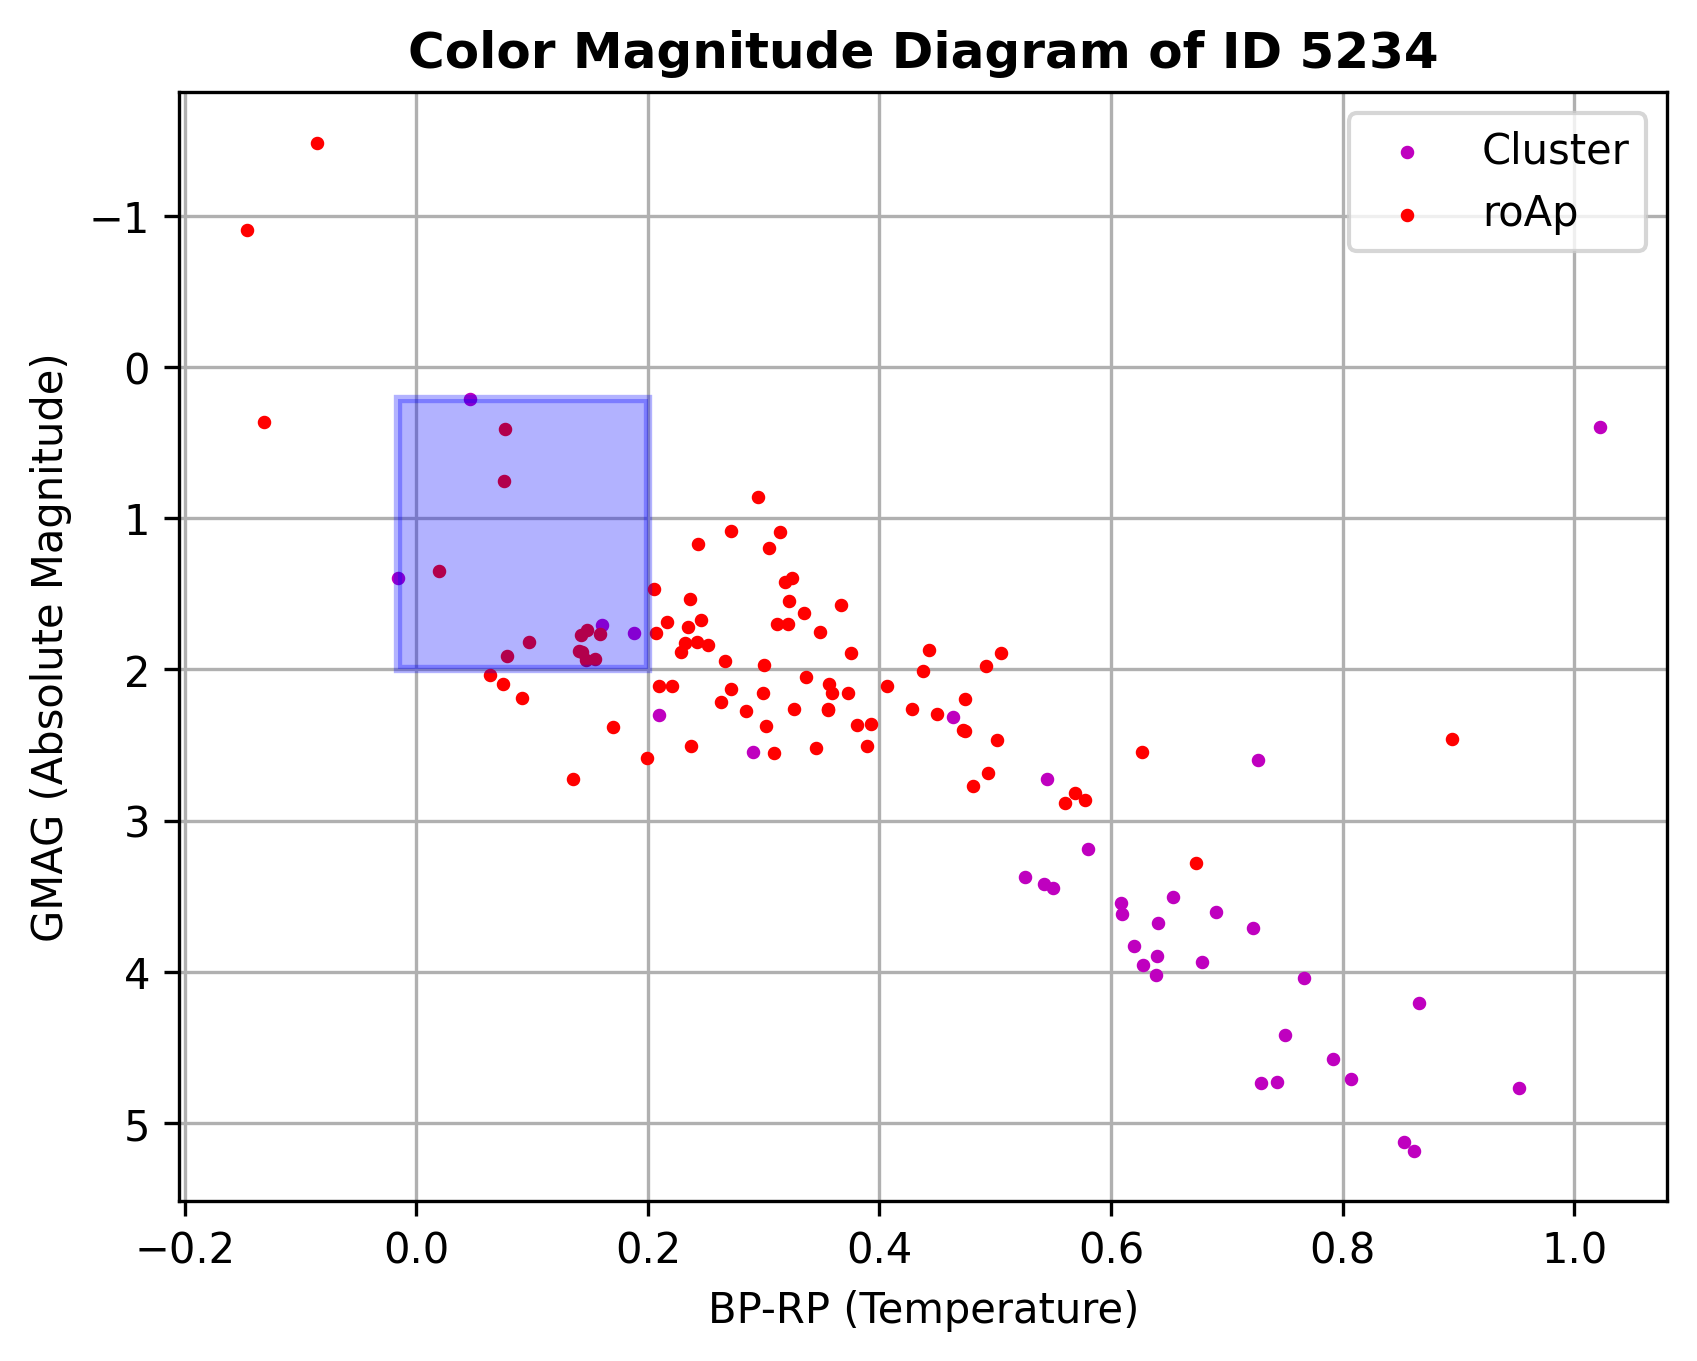 Color Magnitude Diagram of ID 5234
Cluster
roAp
GMAG (Absolute Magnitude)
−1
0
1
2
3
4
5
−0.2 0.0 0.2 0.4 0.6 0.8 1.0
BP-RP (Temperature)